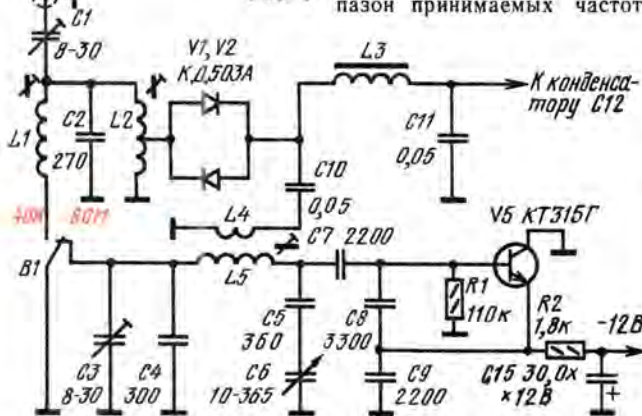 пазон принимаемых частот
C1
8-30
V1, V2
КД503А
L3
К конденса-
тору C12
L1
C2
270
L2
C10
0,05
C11
0,05
40м 80м
L4
C7 2200
V5 КТ315Г
B1
L5
C5
360
C8
3300
R1
110к
R2
1,8к
-12В
C3
8-30
C4
300
C6
10-365
C9
2200
C15 30,0х
×12В
+